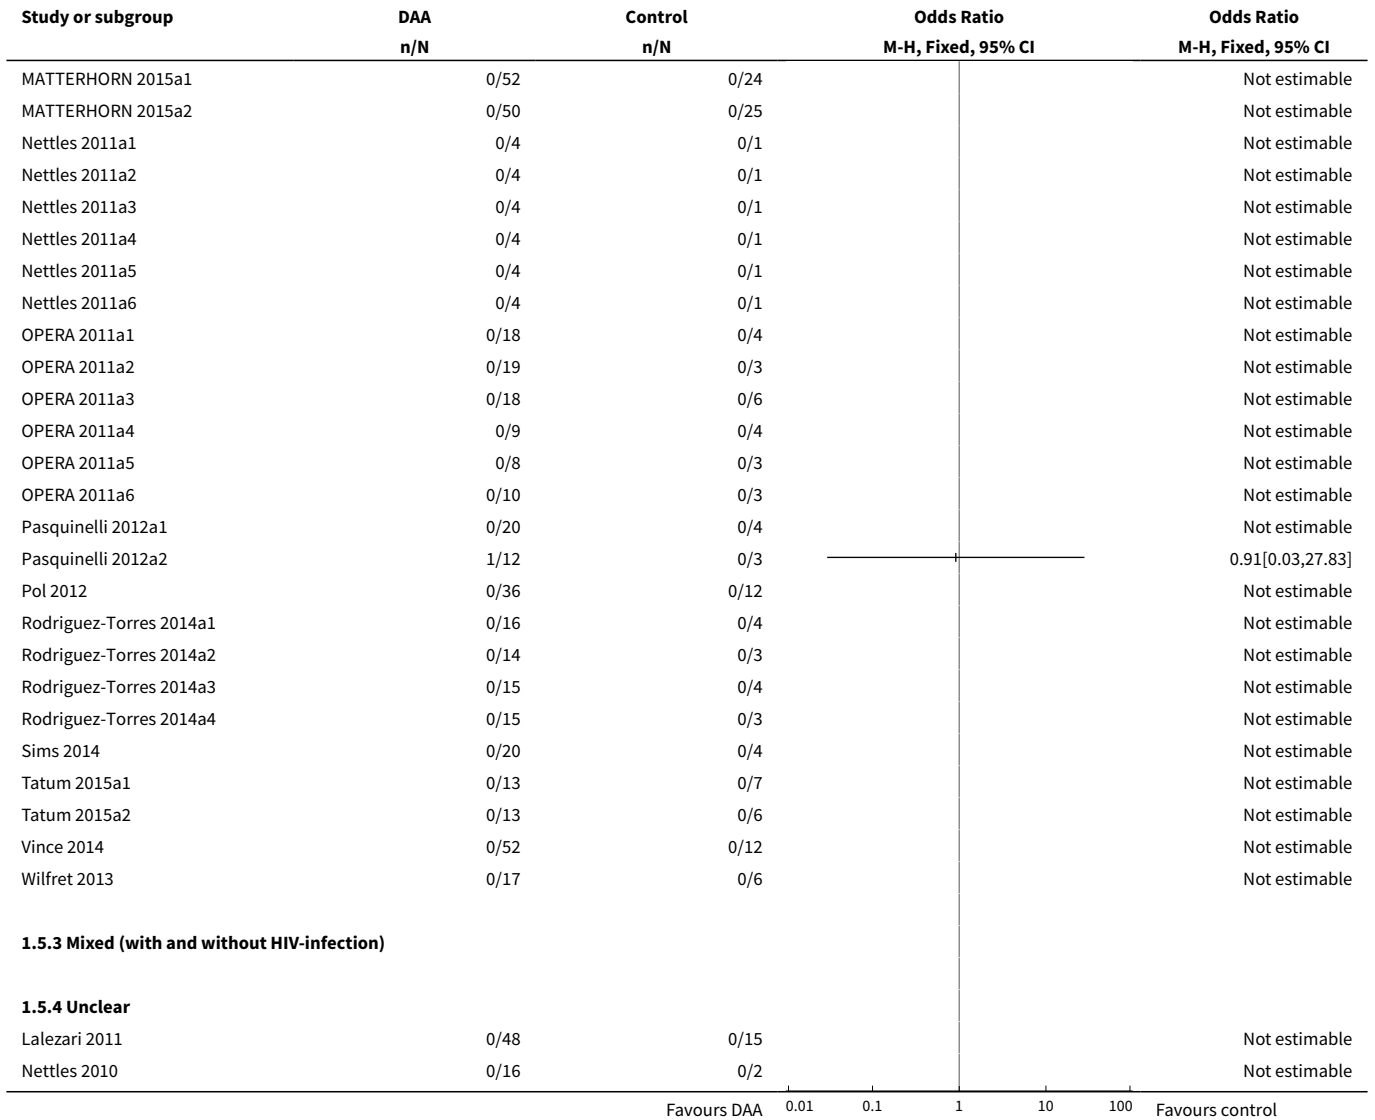 Study or subgroup DAA Control Odds Ratio Odds Ratio
n/N n/N M-H, Fixed, 95% CI M-H, Fixed, 95% CI
MATTERHORN 2015a1 0/52 0/24 Not estimable
MATTERHORN 2015a2 0/50 0/25 Not estimable
Nettles 2011a1 0/4 0/1 Not estimable
Nettles 2011a2 0/4 0/1 Not estimable
Nettles 2011a3 0/4 0/1 Not estimable
Nettles 2011a4 0/4 0/1 Not estimable
Nettles 2011a5 0/4 0/1 Not estimable
Nettles 2011a6 0/4 0/1 Not estimable
OPERA 2011a1 0/18 0/4 Not estimable
OPERA 2011a2 0/19 0/3 Not estimable
OPERA 2011a3 0/18 0/6 Not estimable
OPERA 2011a4 0/9 0/4 Not estimable
OPERA 2011a5 0/8 0/3 Not estimable
OPERA 2011a6 0/10 0/3 Not estimable
Pasquinelli 2012a1 0/20 0/4 Not estimable
Pasquinelli 2012a2 1/12 0/3 0.91[0.03,27.83]
Pol 2012 0/36 0/12 Not estimable
Rodriguez-Torres 2014a1 0/16 0/4 Not estimable
Rodriguez-Torres 2014a2 0/14 0/3 Not estimable
Rodriguez-Torres 2014a3 0/15 0/4 Not estimable
Rodriguez-Torres 2014a4 0/15 0/3 Not estimable
Sims 2014 0/20 0/4 Not estimable
Tatum 2015a1 0/13 0/7 Not estimable
Tatum 2015a2 0/13 0/6 Not estimable
Vince 2014 0/52 0/12 Not estimable
Wilfret 2013 0/17 0/6 Not estimable
1.5.3 Mixed (with and without HIV-infection)
1.5.4 Unclear
Lalezari 2011 0/48 0/15 Not estimable
Nettles 2010 0/16 0/2 Not estimable
Favours DAA 0.01 0.1 1 10 100 Favours control